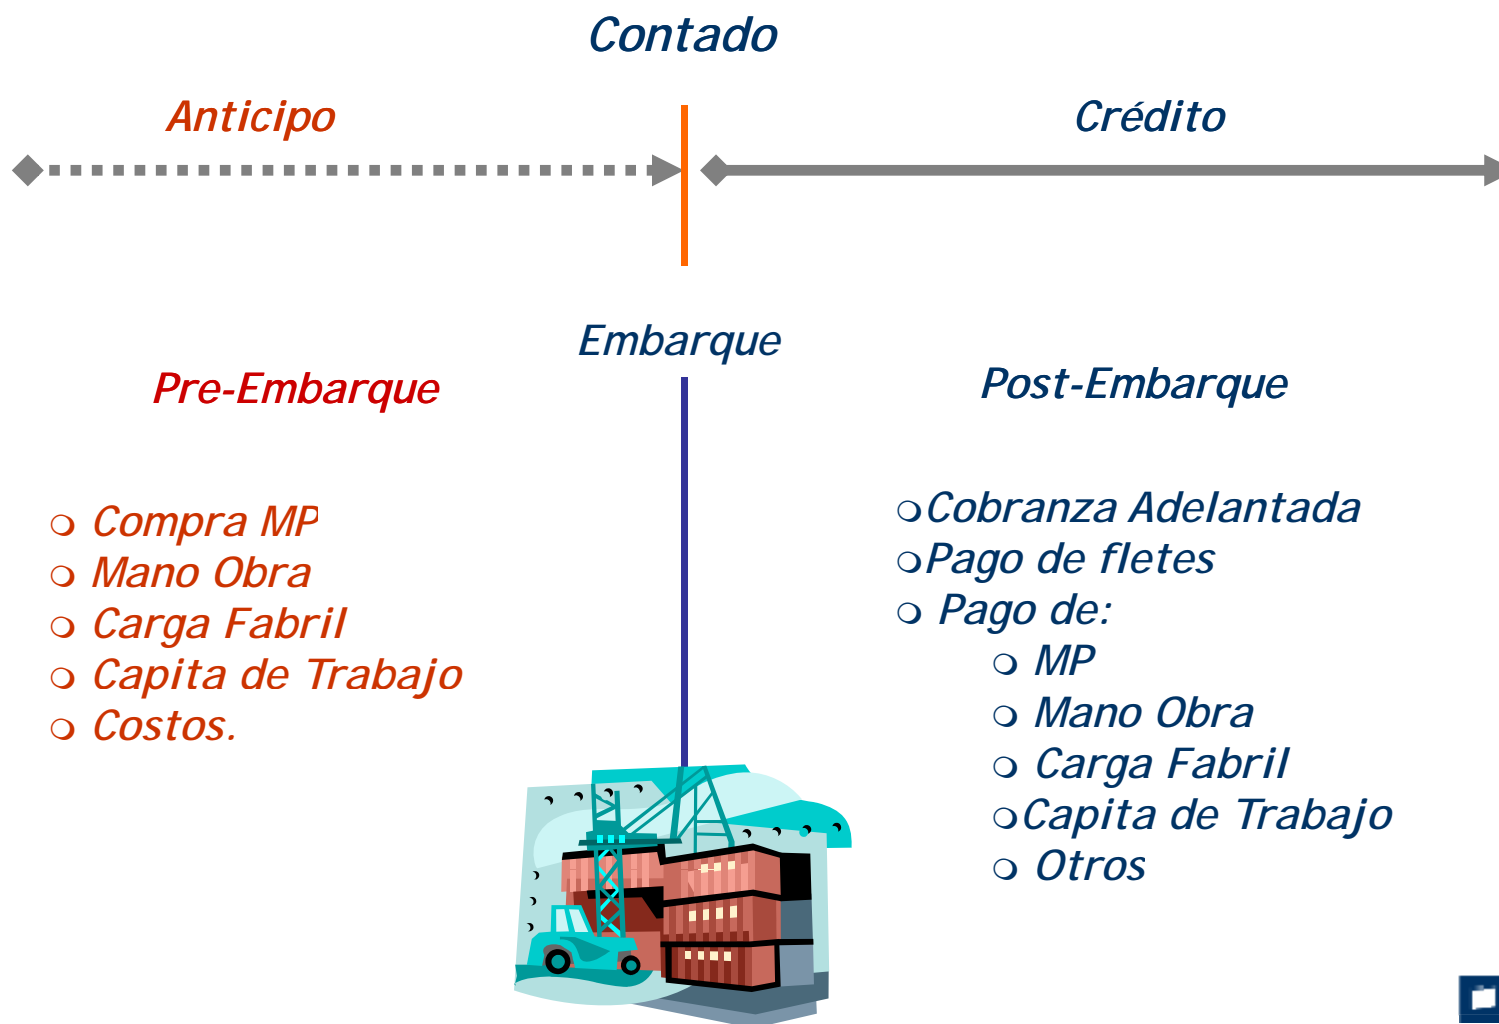 Contado
Anticipo
Crédito
Embarque
Pre-Embarque
Post-Embarque
Compra MP
Mano Obra
Carga Fabril
Capita de Trabajo
Costos.
Cobranza Adelantada
Pago de fletes
Pago de:
MP
Mano Obra
Carga Fabril
Capita de Trabajo
Otros